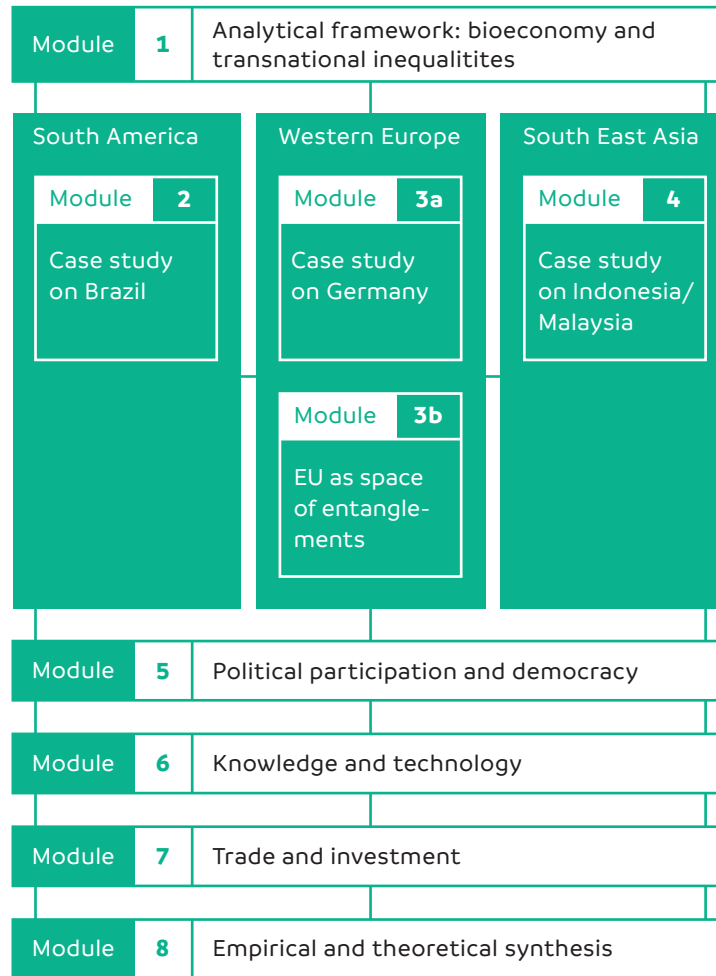 Module 1 Analytical framework: bioeconomy and
transnational inequalitites
South America
Module 2
Case study
on Brazil
Western Europe
Module 3a
Case study
on Germany
Module 3b
EU as space
of entangle-
ments
South East Asia
Module 4
Case study
on Indonesia/
Malaysia
Module 5 Political participation and democracy
Module 6 Knowledge and technology
Module 7 Trade and investment
Module 8 Empirical and theoretical synthesis